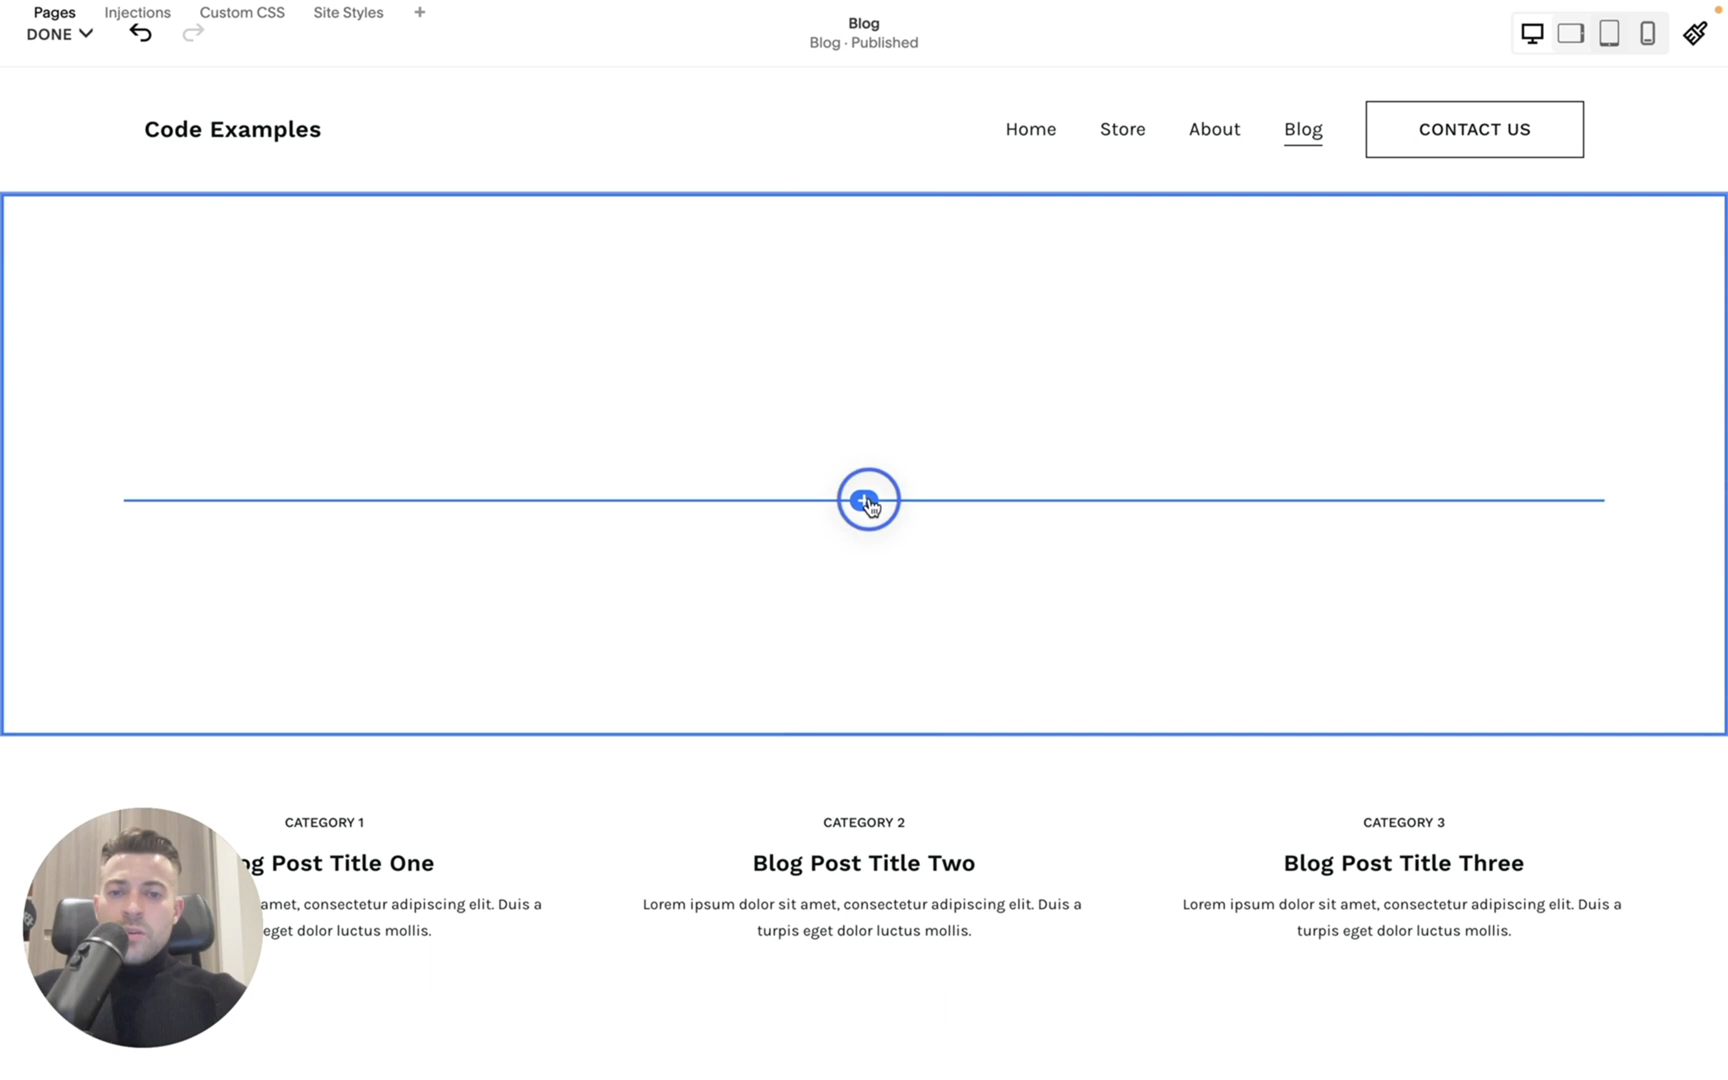 Pages Injections Custom CSS Site Styles +
DONE
Blog
Blog · Published
Code Examples
Home Store About Blog CONTACT US
CATEGORY 1
og Post Title One
amet, consectetur adipiscing elit. Duis a
eget dolor luctus mollis.
CATEGORY 2
Blog Post Title Two
Lorem ipsum dolor sit amet, consectetur adipiscing elit. Duis a
turpis eget dolor luctus mollis.
CATEGORY 3
Blog Post Title Three
Lorem ipsum dolor sit amet, consectetur adipiscing elit. Duis a
turpis eget dolor luctus mollis.